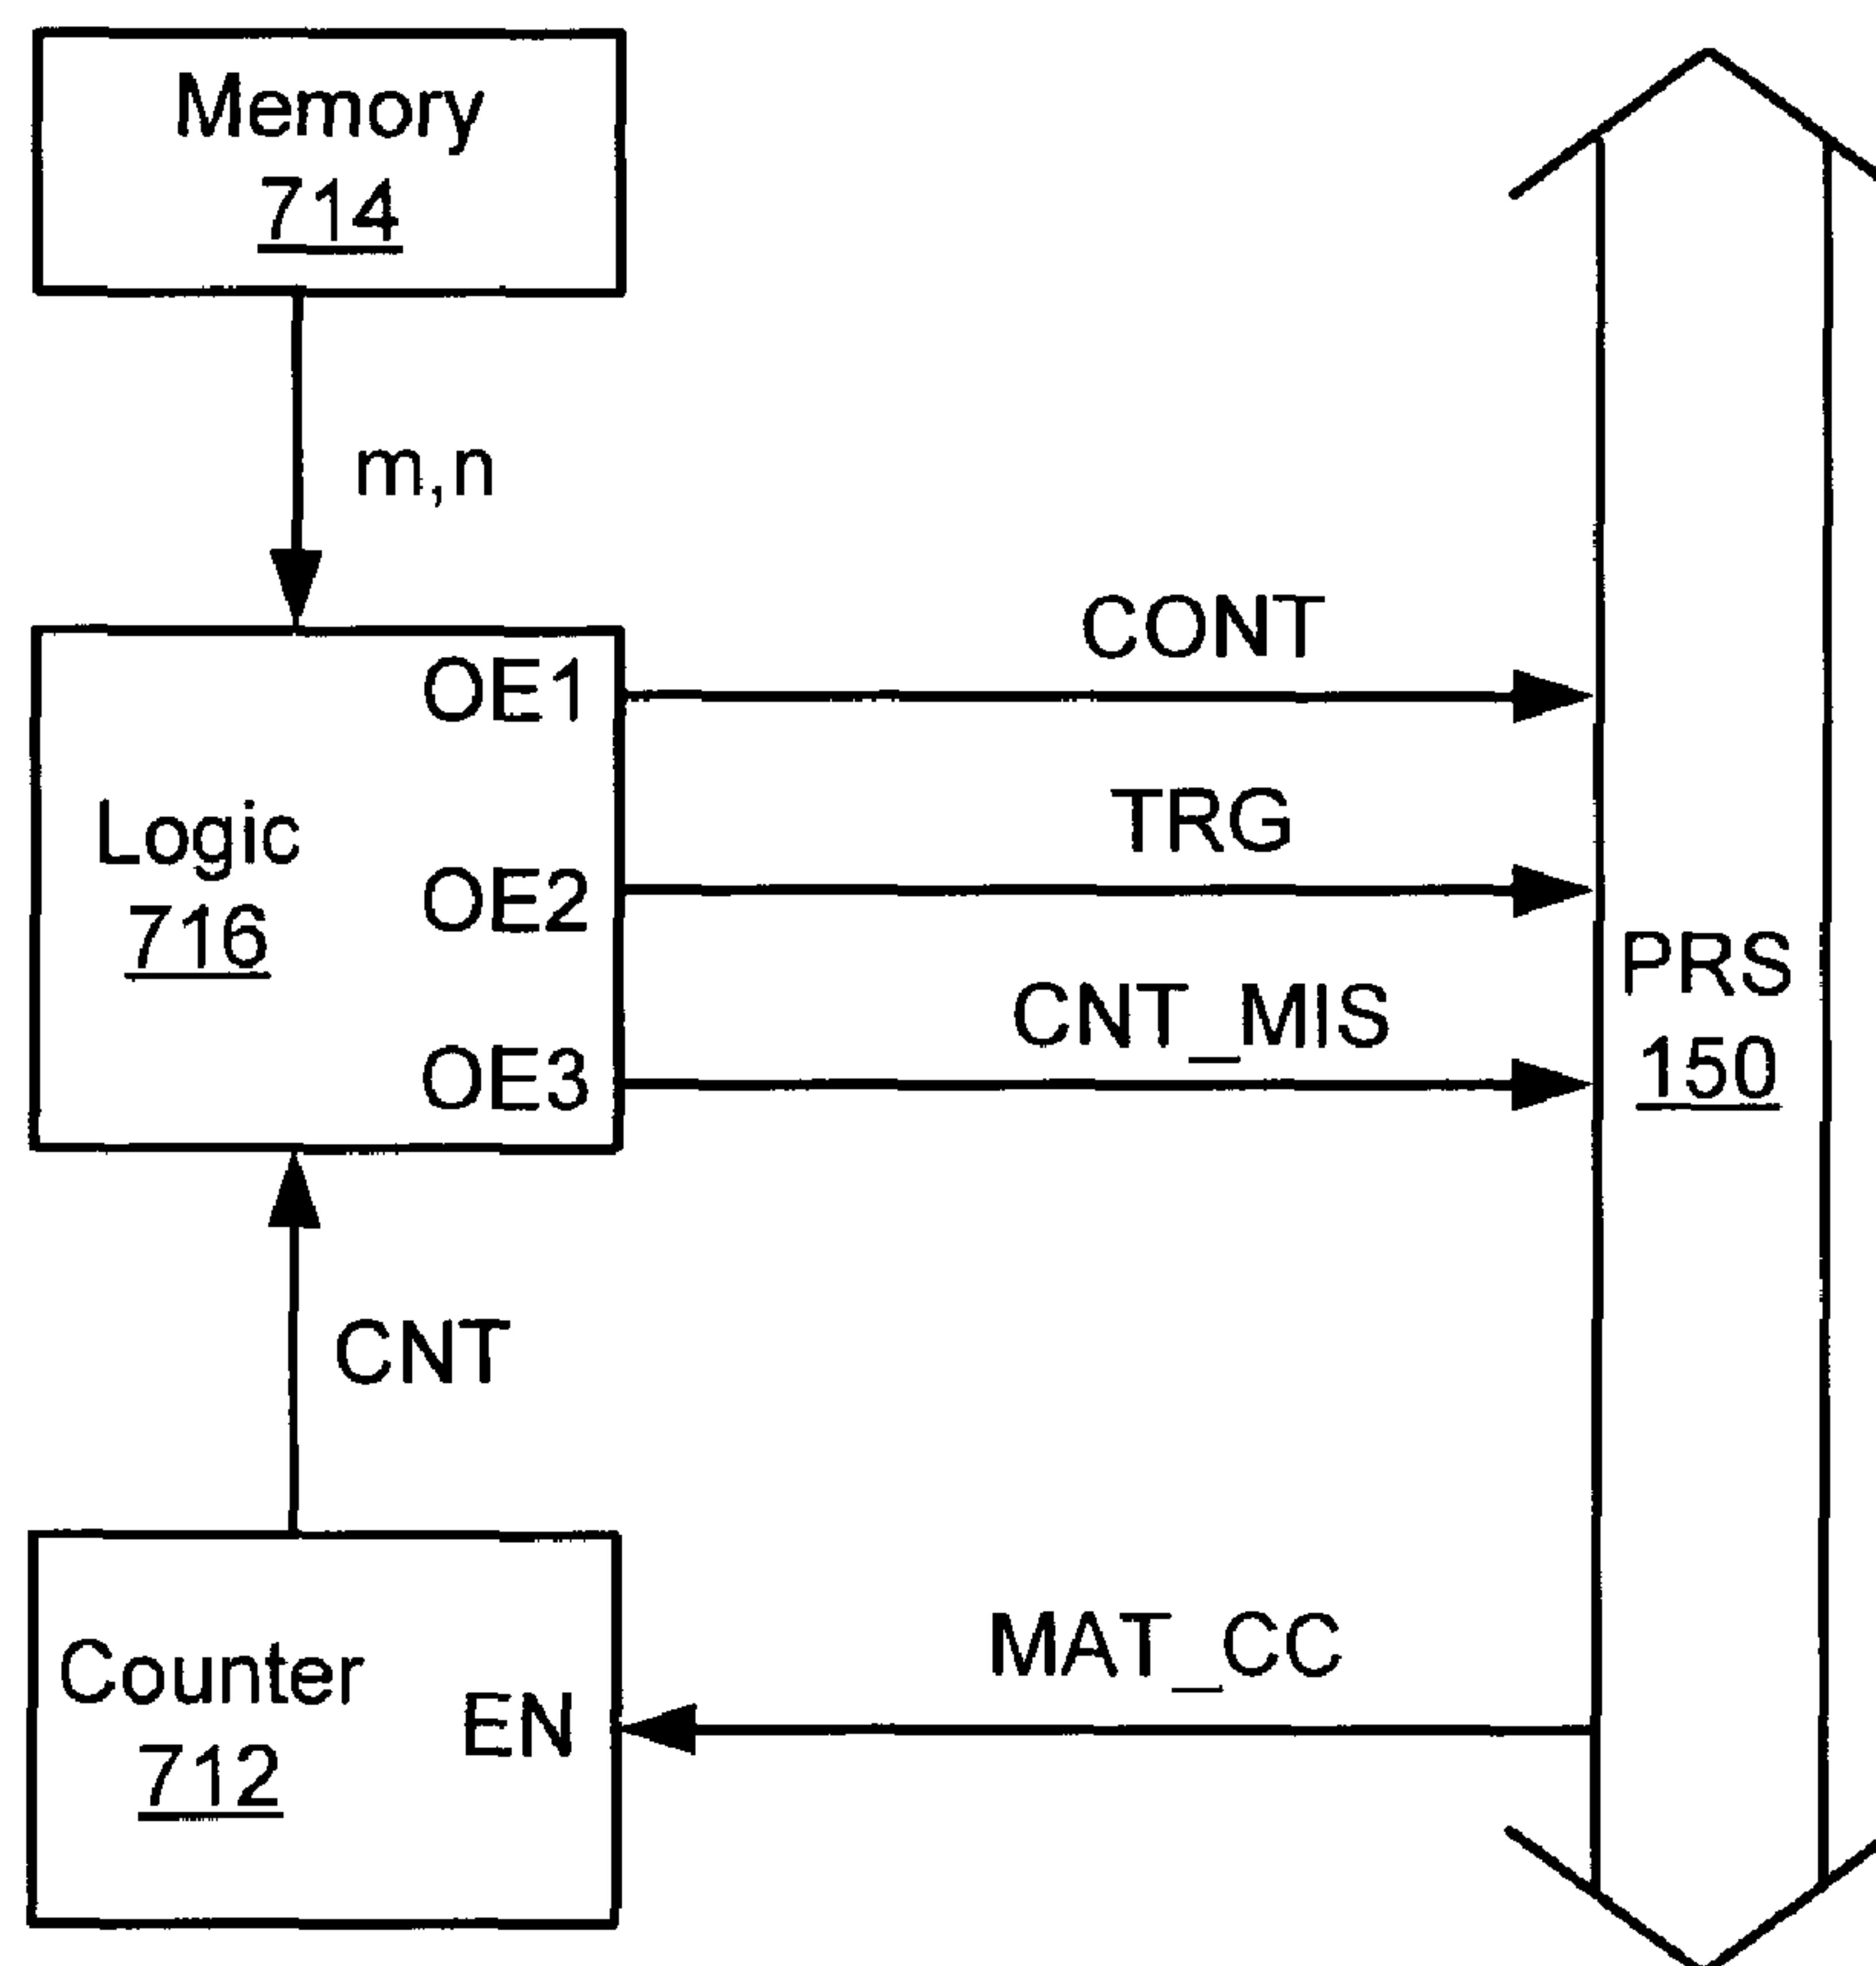 Memory
714
m,n
CONT
OE1
TRG
Logic
716
OE2
CNT_MIS
OE3
PRS
150
CNT
MAT_CC
Counter
712
EN